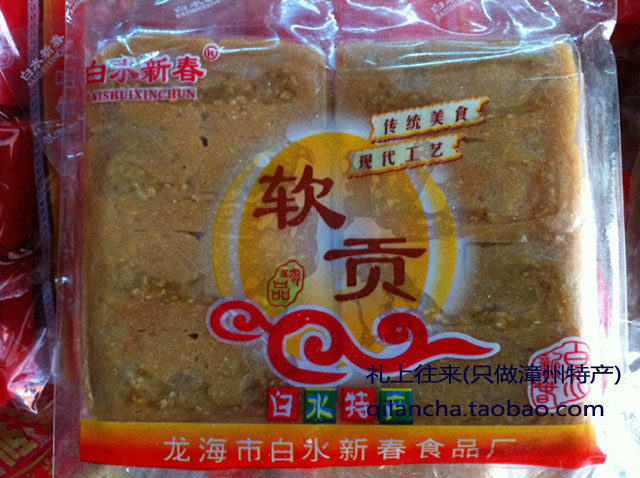 白水新春®
BAISHUIXINCHUN
传统美食
现代工艺
软贡
品
礼上往来(只做漳州特产)
qilancha.taobao.com
白水特产
龙海市白水新春食品厂